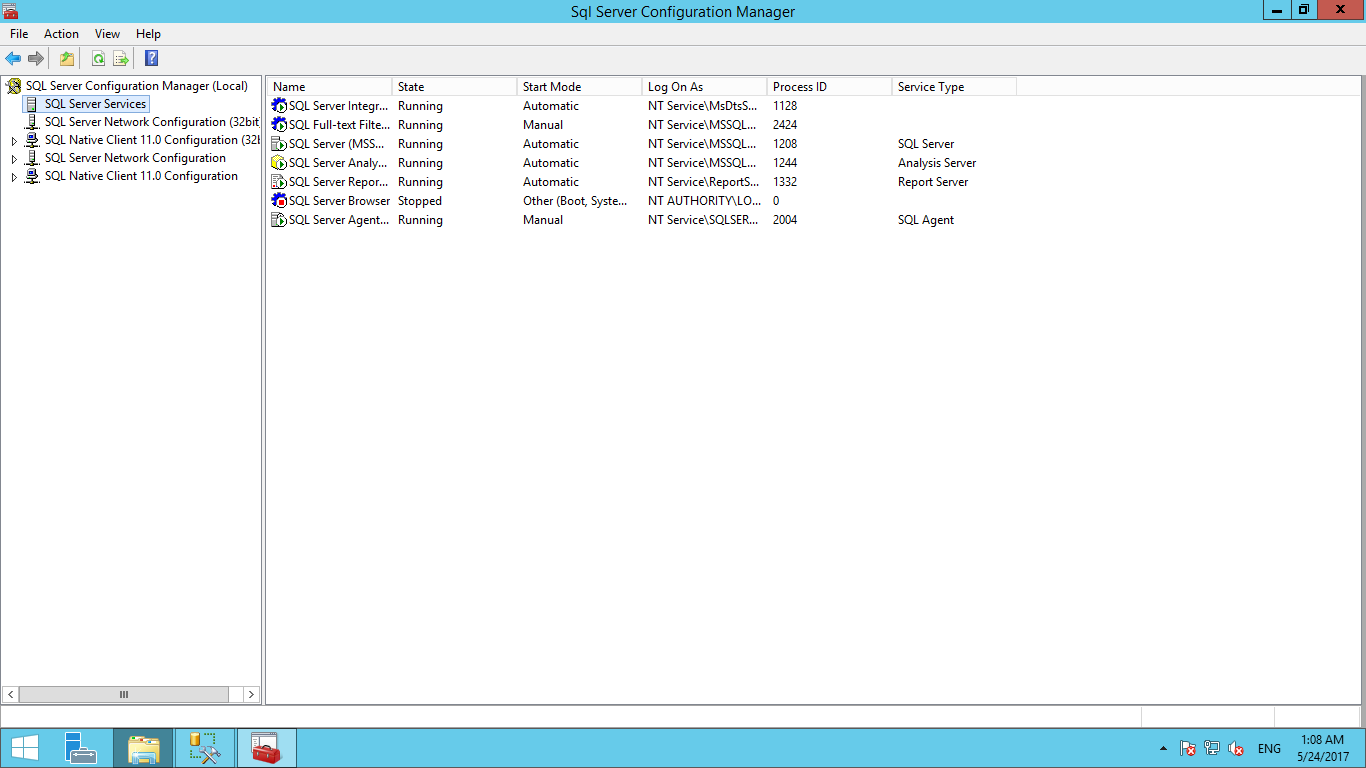 Sql Server Configuration Manager
File Action View Help
SQL Server Configuration Manager (Local)
SQL Server Services
SQL Server Network Configuration (32bit
SQL Native Client 11.0 Configuration (32b
SQL Server Network Configuration
SQL Native Client 11.0 Configuration
Name State Start Mode Log On As Process ID Service Type
SQL Server Integr... Running Automatic NT Service\MsDtsS... 1128
SQL Full-text Filte... Running Manual NT Service\MSSQL... 2424
SQL Server (MSS... Running Automatic NT Service\MSSQL... 1208 SQL Server
SQL Server Analy... Running Automatic NT Service\MSSQL... 1244 Analysis Server
SQL Server Repor... Running Automatic NT Service\ReportS... 1332 Report Server
SQL Server Browser Stopped Other (Boot, Syste... NT AUTHORITY\LO... 0
SQL Server Agent... Running Manual NT Service\SQLSER... 2004 SQL Agent
ENG
1:08 AM
5/24/2017